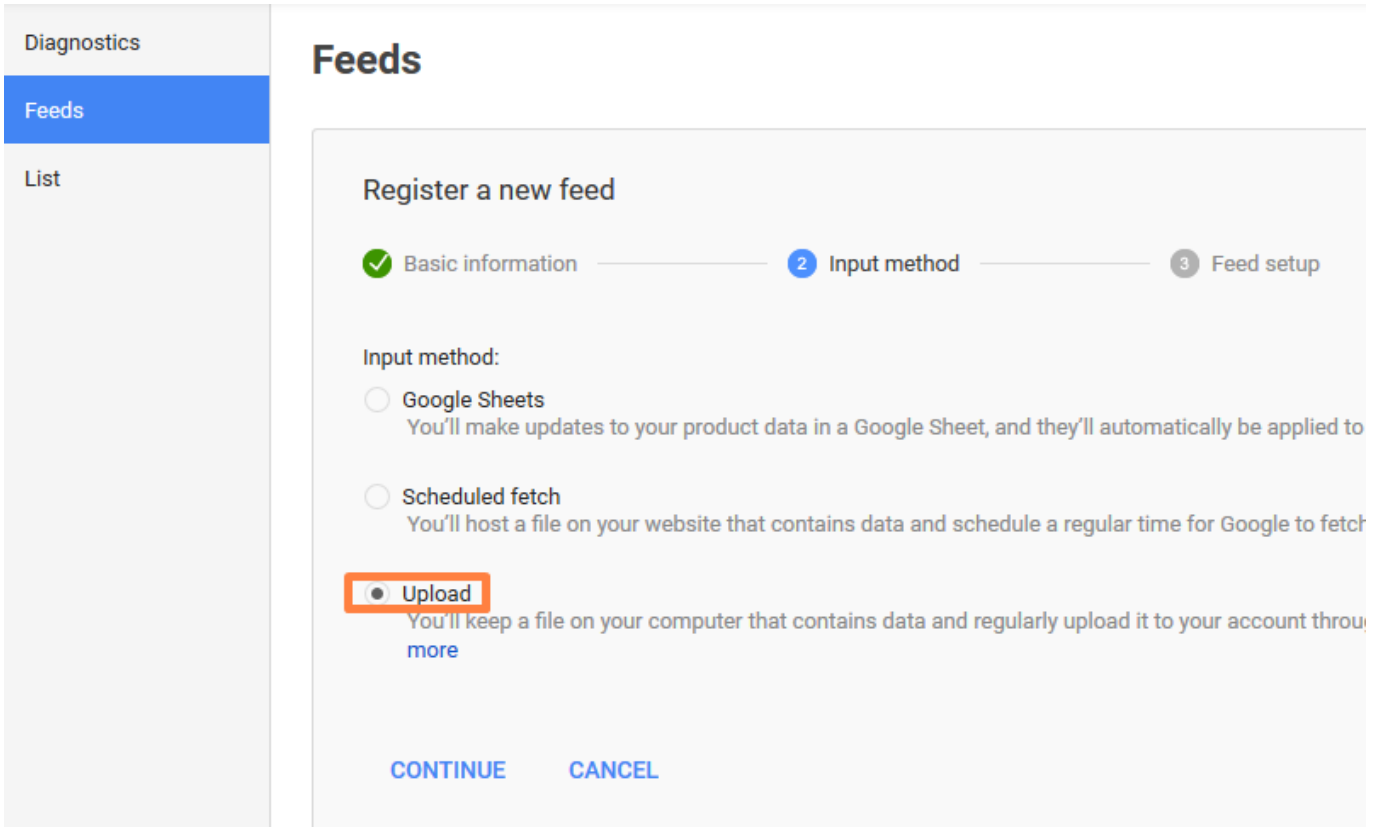 Diagnostics
Feeds
List
Feeds
Register a new feed
Basic information 2 Input method 3 Feed setup
Input method:
Google Sheets
You'll make updates to your product data in a Google Sheet, and they'll automatically be applied to
Scheduled fetch
You'll host a file on your website that contains data and schedule a regular time for Google to fetch
Upload
You'll keep a file on your computer that contains data and regularly upload it to your account throu
more
CONTINUE CANCEL